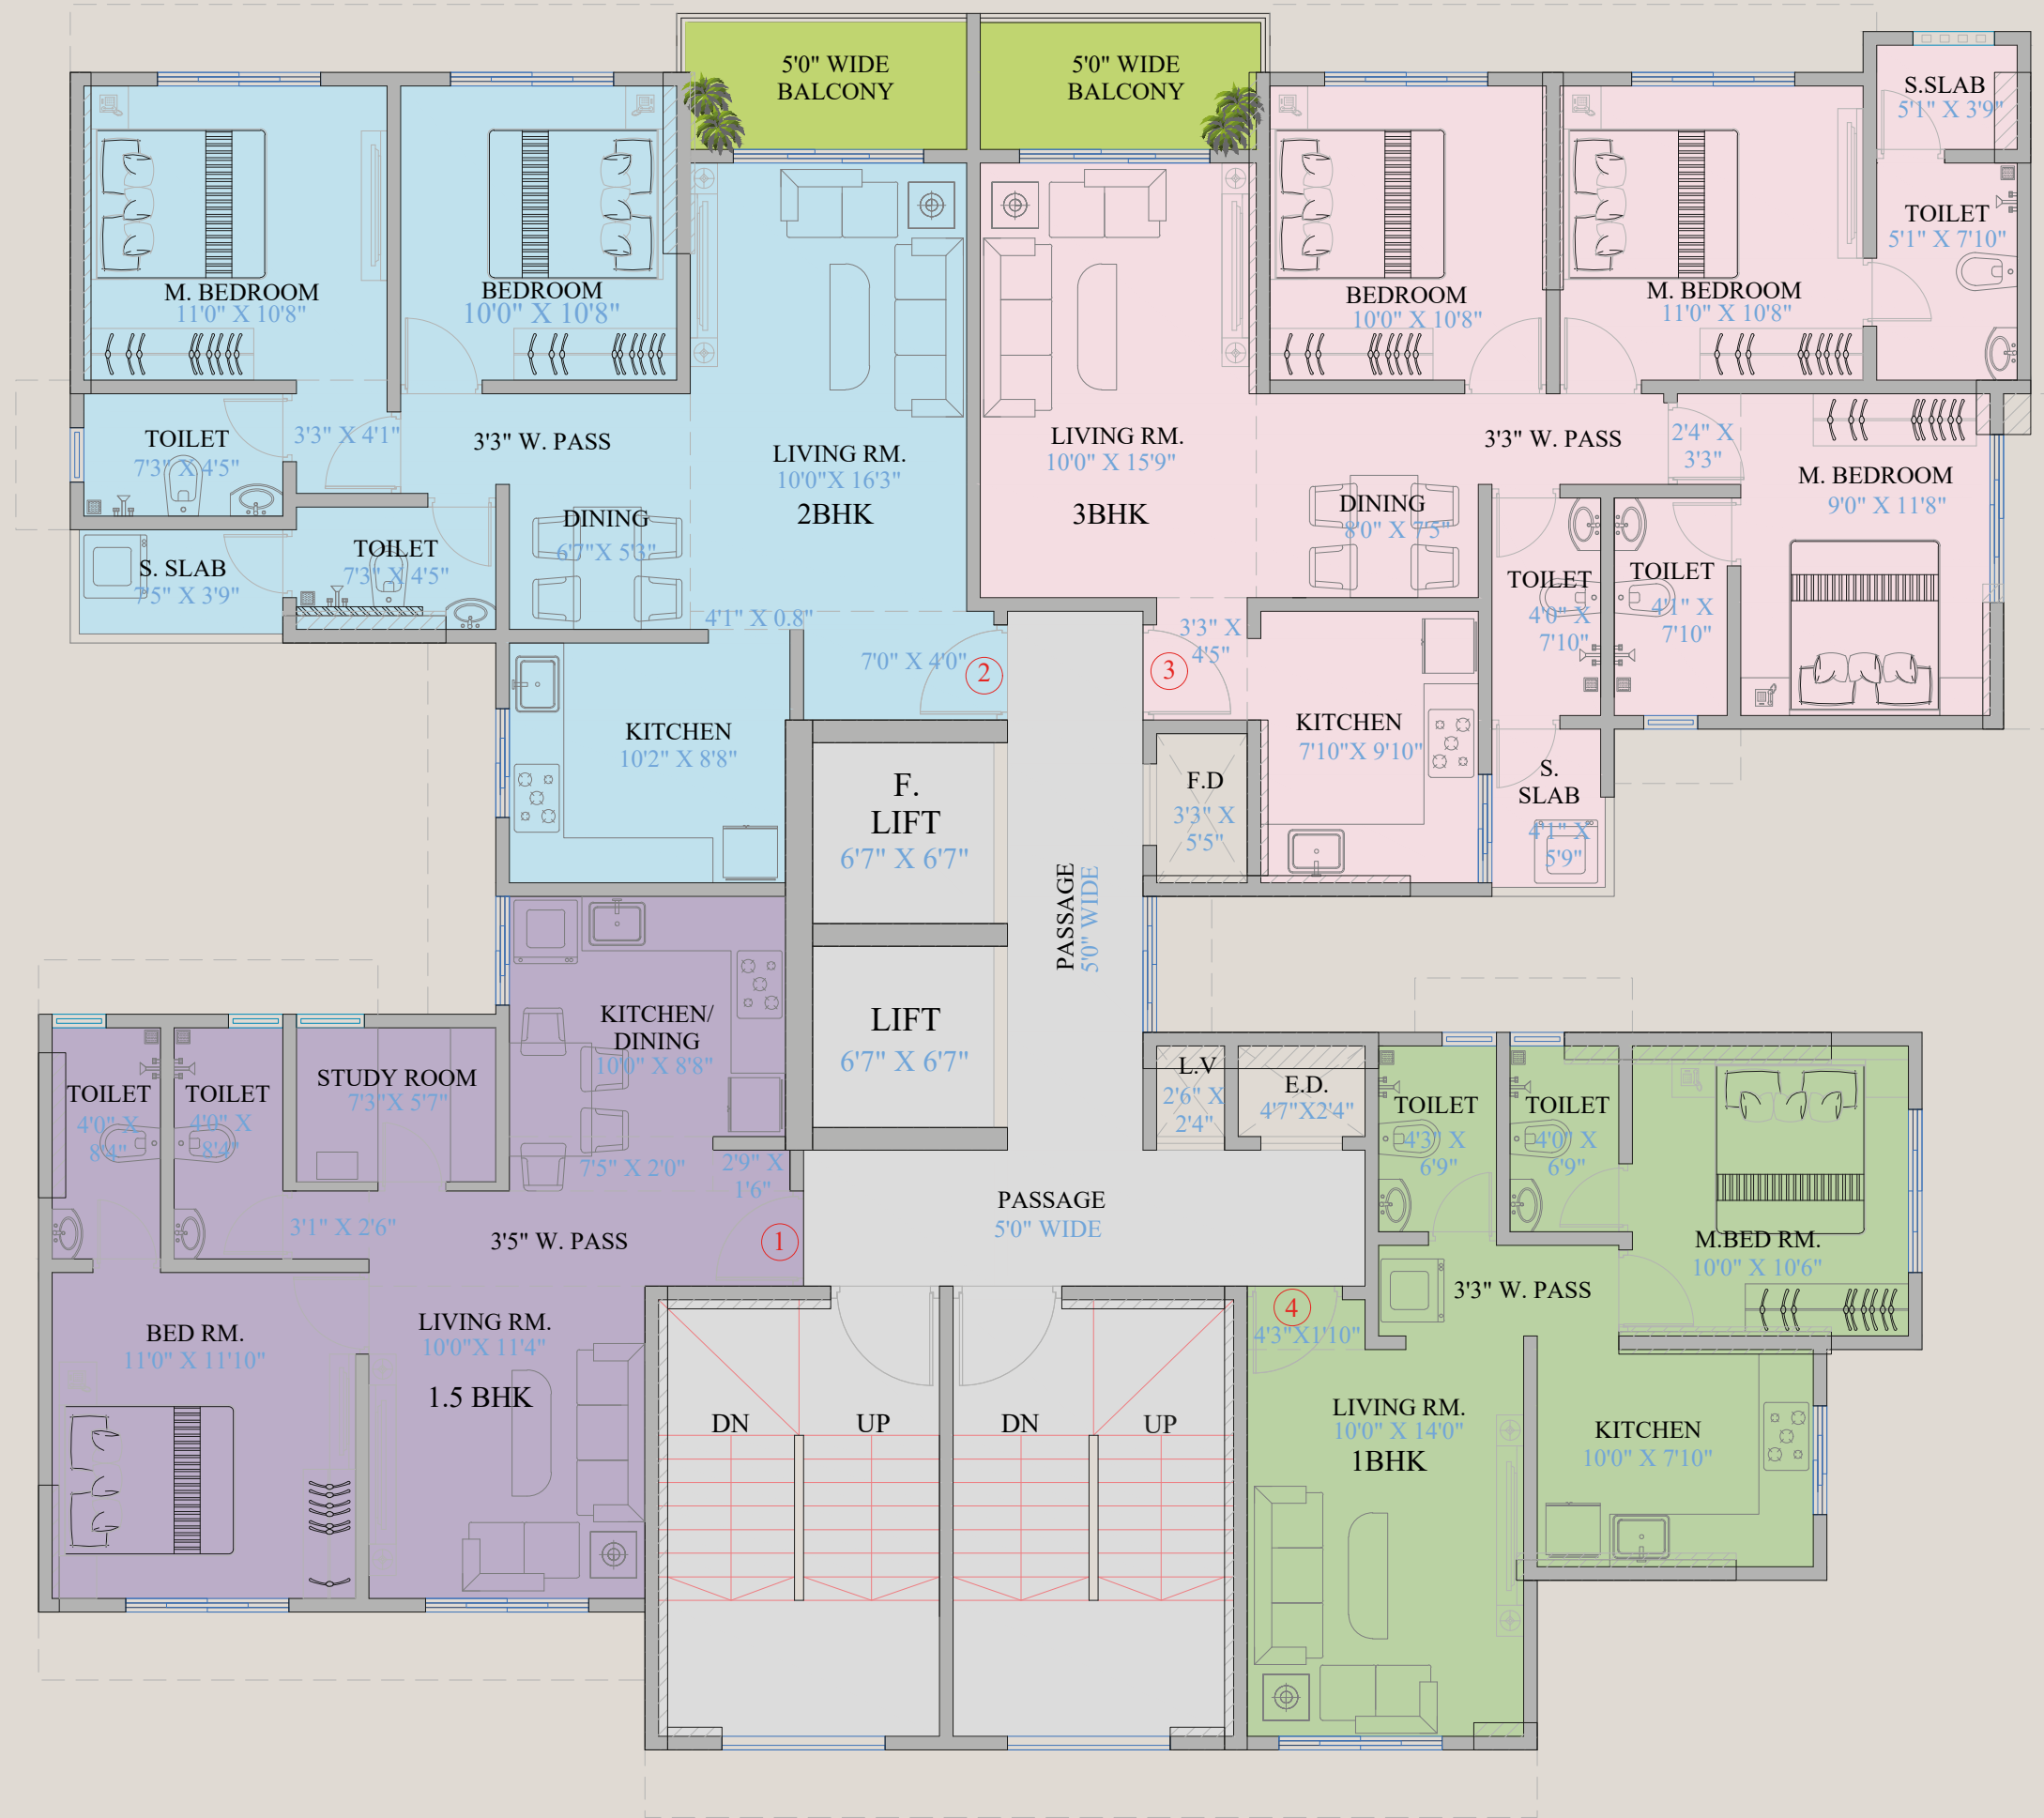 5'0" WIDE
BALCONY
5'0" WIDE
BALCONY
S.SLAB
5'1" X 3'9"
TOILET
5'1" X 7'10"
M. BEDROOM
11'0" X 10'8"
BEDROOM
10'0" X 10'8"
BEDROOM
10'0" X 10'8"
M. BEDROOM
11'0" X 10'8"
TOILET
7'3" X 4'5"
3'3" X 4'1"
3'3" W. PASS
LIVING RM.
10'0"X 16'3"
2BHK
LIVING RM.
10'0" X 15'9"
3BHK
3'3" W. PASS
2'4" X
3'3"
M. BEDROOM
9'0" X 11'8"
DINING
6'7"X 5'3"
DINING
8'0" X 7'5"
S. SLAB
7'5" X 3'9"
TOILET
7'3" X 4'5"
TOILET
4'0" X
7'10"
TOILET
4'1" X
7'10"
4'1" X 0.8"
7'0" X 4'0"
2
3
3'3" X
4'5"
KITCHEN
10'2" X 8'8"
KITCHEN
7'10"X 9'10"
F.
LIFT
6'7" X 6'7"
F.D
3'3" X
5'5"
S.
SLAB
4'1" X
5'9"
PASSAGE
5'0" WIDE
LIFT
6'7" X 6'7"
KITCHEN/
DINING
10'0" X 8'8"
TOILET
4'0" X
8'4"
TOILET
4'0" X
8'4"
STUDY ROOM
7'3"X 5'7"
7'5" X 2'0"
2'9" X
1'6"
L.V
2'6" X
2'4"
E.D.
4'7"X2'4"
TOILET
4'3" X
6'9"
TOILET
4'0" X
6'9"
PASSAGE
5'0" WIDE
3'1" X 2'6"
3'5" W. PASS
1
M.BED RM.
10'0" X 10'6"
3'3" W. PASS
4
4'3"X1'10"
BED RM.
11'0" X 11'10"
LIVING RM.
10'0"X 11'4"
1.5 BHK
DN
UP
DN
UP
LIVING RM.
10'0" X 14'0"
1BHK
KITCHEN
10'0" X 7'10"